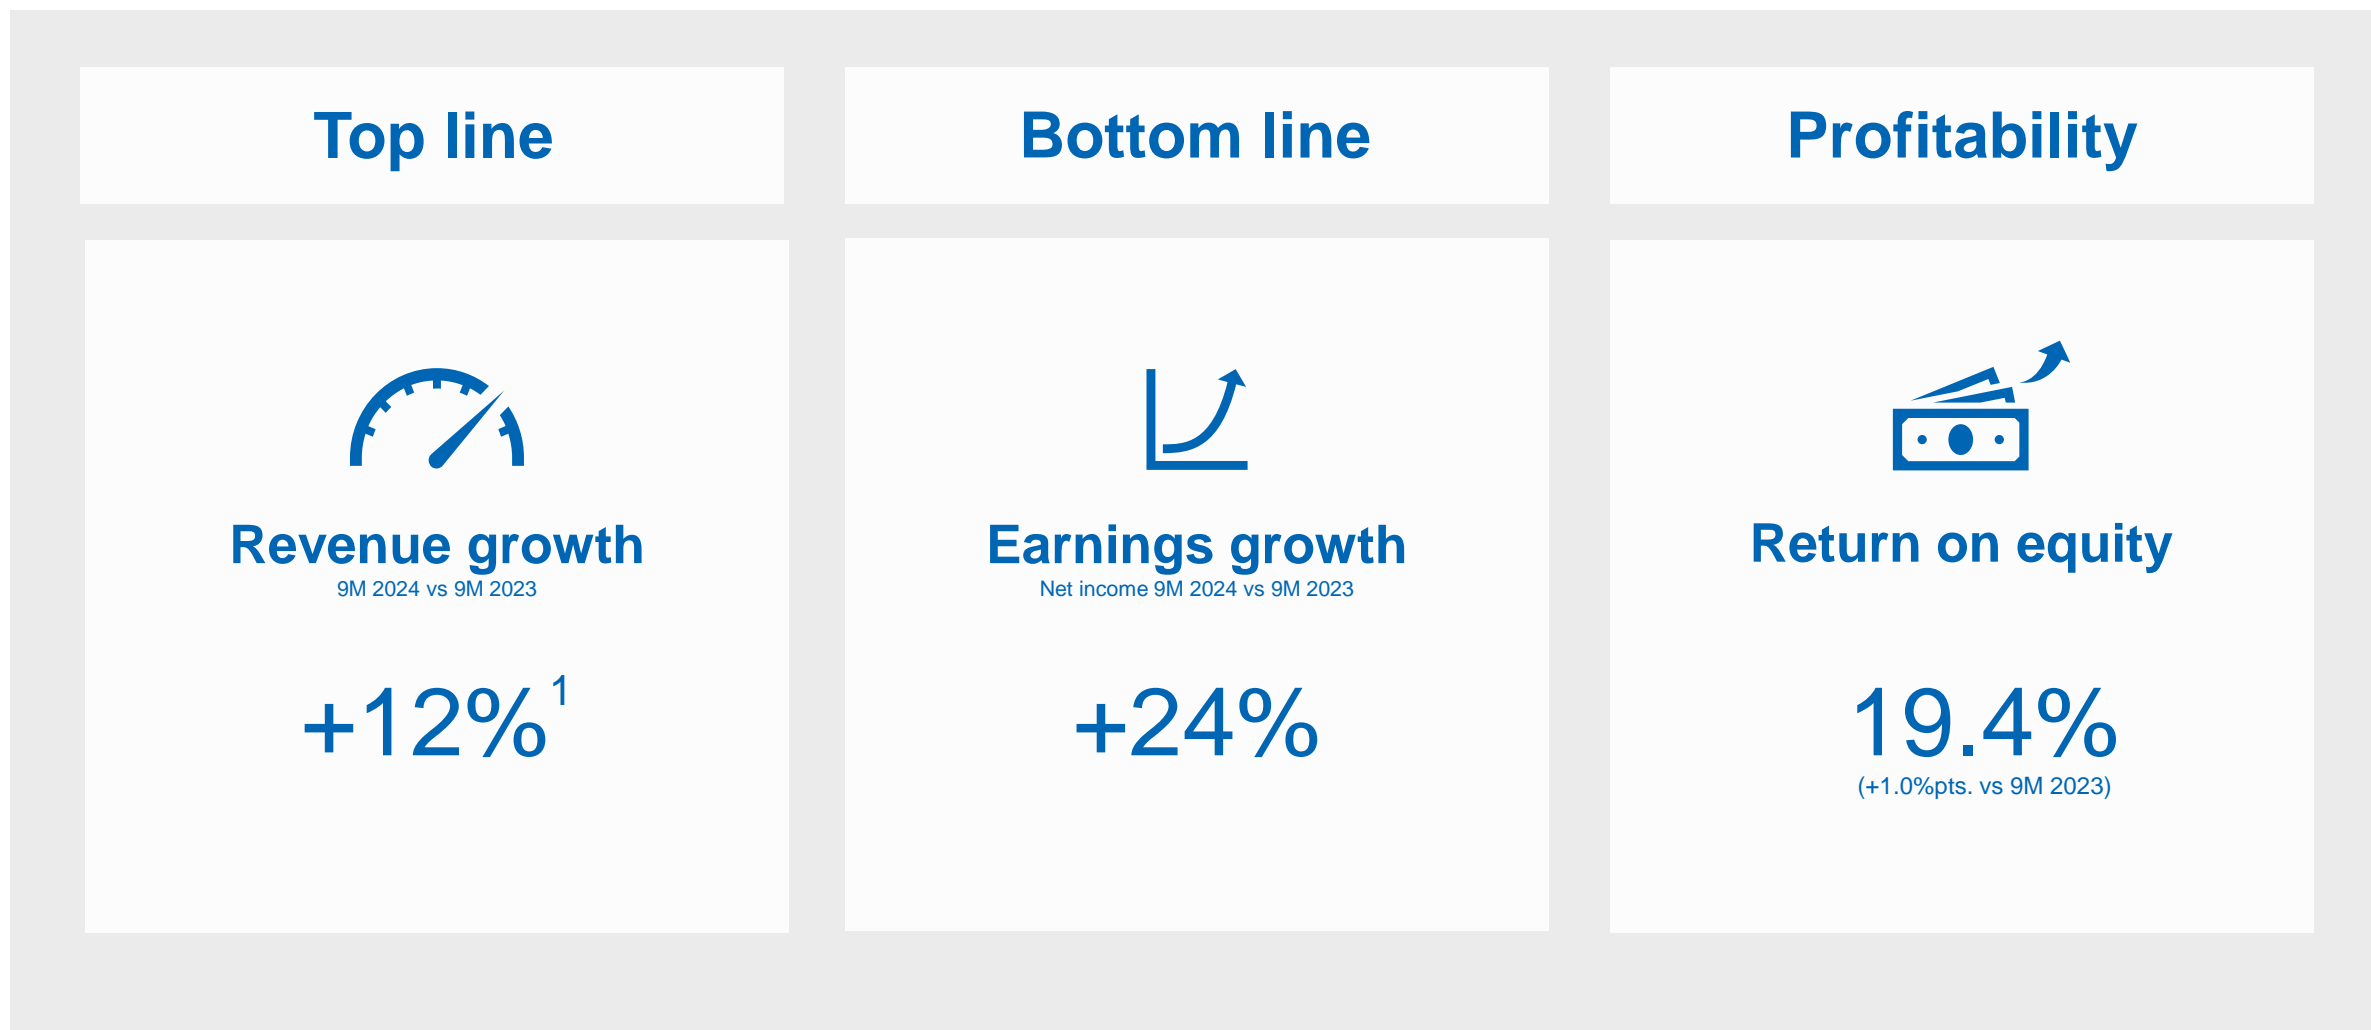 Top line
Bottom line
Profitability
Revenue growth
9M 2024 vs 9M 2023
+12%1
Earnings growth
Net income 9M 2024 vs 9M 2023
+24%
Return on equity
19.4%
(+1.0%pts. vs 9M 2023)